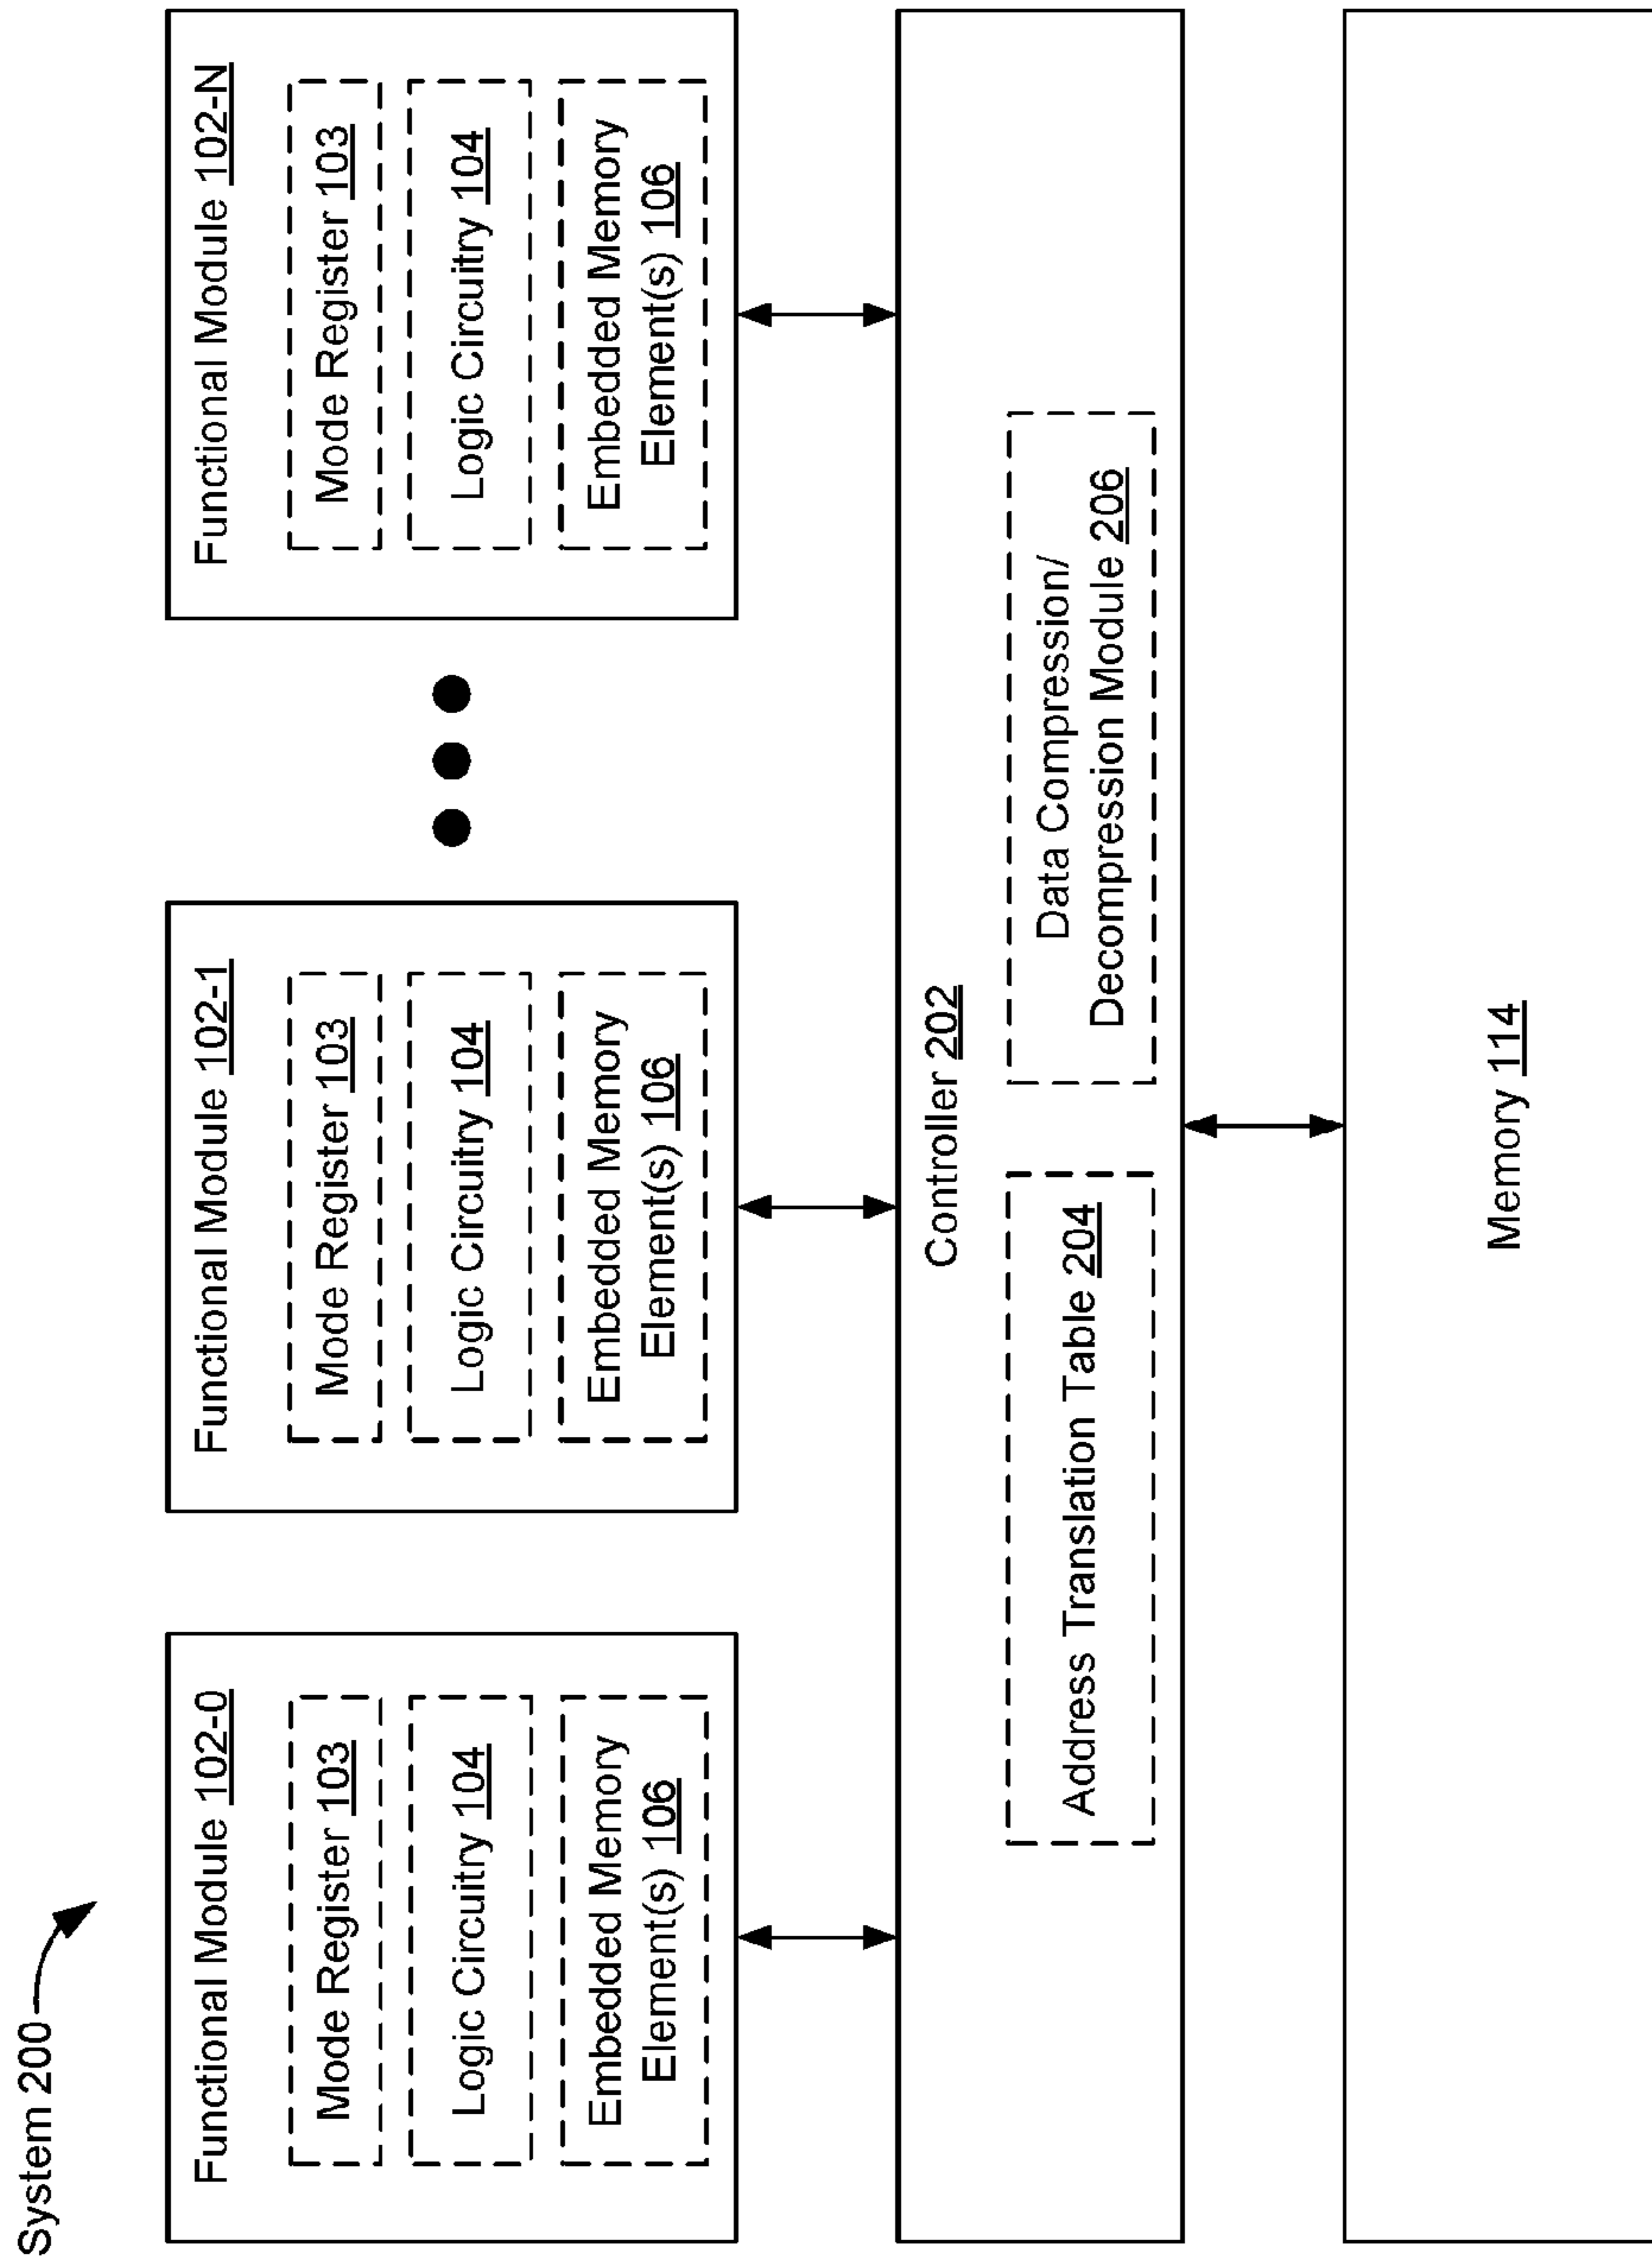 System 200
Functional Module 102-0
Mode Register 103
Logic Circuitry 104
Embedded Memory
Element(s) 106
Functional Module 102-1
Mode Register 103
Logic Circuitry 104
Embedded Memory
Element(s) 106
Functional Module 102-N
Mode Register 103
Logic Circuitry 104
Embedded Memory
Element(s) 106
Controller 202
Address Translation Table 204
Data Compression/
Decompression Module 206
Memory 114